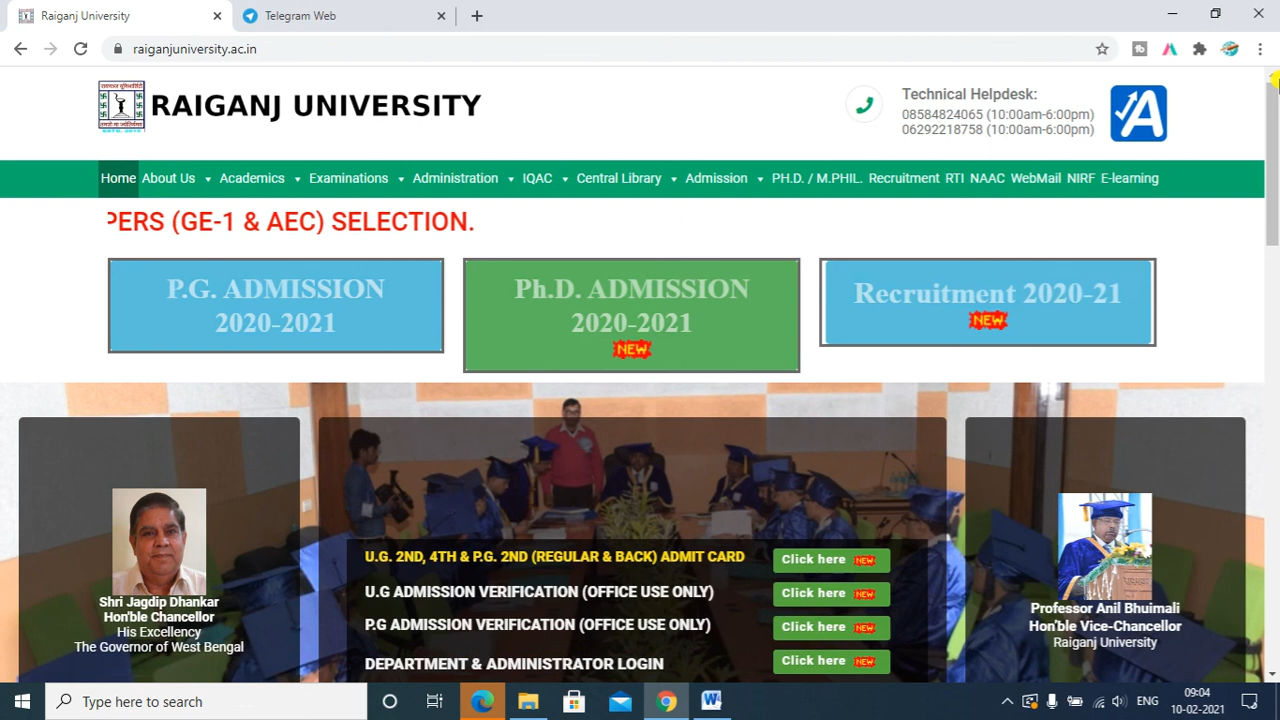 Raiganj University
Telegram Web
raiganjuniversity.ac.in
RAIGANJ UNIVERSITY
Technical Helpdesk:
08584824065 (10:00am-6:00pm)
06292218758 (10:00am-6:00pm)
Home About Us Academics Examinations Administration IQAC Central Library Admission PH.D. / M.PHIL. Recruitment RTI NAAC WebMail NIRF E-learning
PERS (GE-1 & AEC) SELECTION.
P.G. ADMISSION
2020-2021
Ph.D. ADMISSION
2020-2021
NEW
Recruitment 2020-21
NEW
U.G. 2ND, 4TH & P.G. 2ND (REGULAR & BACK) ADMIT CARD Click here NEW
U.G ADMISSION VERIFICATION (OFFICE USE ONLY) Click here NEW
P.G ADMISSION VERIFICATION (OFFICE USE ONLY) Click here NEW
DEPARTMENT & ADMINISTRATOR LOGIN Click here NEW
Shri Jagdip Dhankar
Hon'ble Chancellor
His Excellency
The Governor of West Bengal
Professor Anil Bhuimali
Hon'ble Vice-Chancellor
Raiganj University
Type here to search
ENG
09:04
10-02-2021